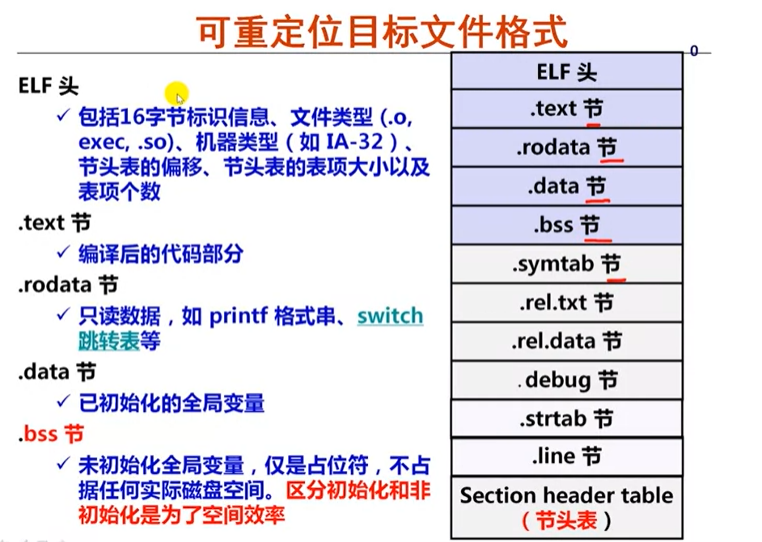 可重定位目标文件格式
ELF 头
包括16字节标识信息、文件类型 (.o,
exec, .so)、机器类型（如 IA-32）、
节头表的偏移、节头表的表项大小以及
表项个数
.text 节
编译后的代码部分
.rodata 节
只读数据，如 printf 格式串、switch
跳转表等
.data 节
已初始化的全局变量
.bss 节
未初始化全局变量，仅是占位符，不占
据任何实际磁盘空间。区分初始化和非
初始化是为了空间效率
0
ELF 头
.text 节
.rodata 节
.data 节
.bss 节
.symtab 节
.rel.txt 节
.rel.data 节
.debug 节
.strtab 节
.line 节
Section header table
（节头表）